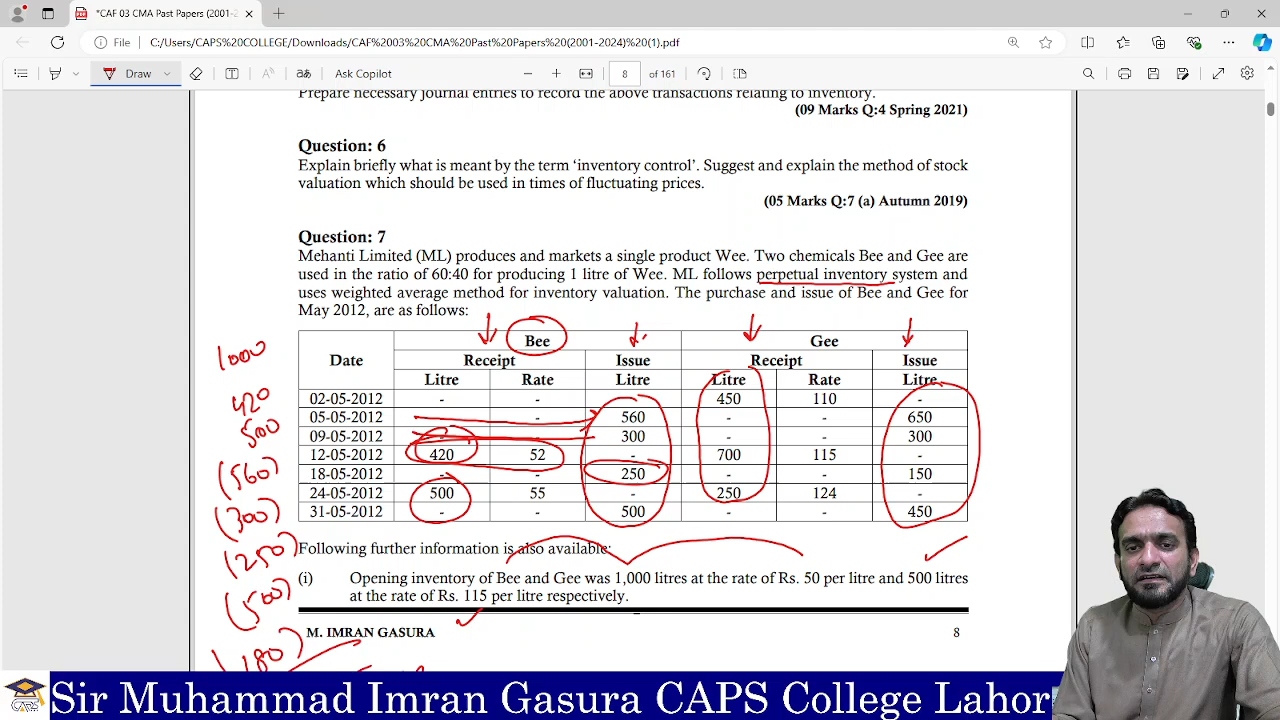 *CAF 03 CMA Past Papers (2001-2
File
C:/Users/CAPS%20COLLEGE/Downloads/CAF%2003%20CMA%20Past%20Papers%20(2001-2024)%20(1).pdf
Draw
Ask Copilot
8 of 161
Prepare necessary journal entries to record the above transactions relating to inventory.
(09 Marks Q:4 Spring 2021)
Question: 6
Explain briefly what is meant by the term 'inventory control'. Suggest and explain the method of stock
valuation which should be used in times of fluctuating prices.
(05 Marks Q:7 (a) Autumn 2019)
Question: 7
Mehanti Limited (ML) produces and markets a single product Wee. Two chemicals Bee and Gee are
used in the ratio of 60:40 for producing 1 litre of Wee. ML follows perpetual inventory system and
uses weighted average method for inventory valuation. The purchase and issue of Bee and Gee for
May 2012, are as follows:
Bee Gee
Date Receipt Issue Receipt Issue
Litre Rate Litre Litre Rate Litre
02-05-2012 - - - 450 110 -
05-05-2012 - - 560 - - 650
09-05-2012 - - 300 - - 300
12-05-2012 420 52 - 700 115 -
18-05-2012 - - 250 - - 150
24-05-2012 500 55 - 250 124 -
31-05-2012 - - 500 - - 450
1000
420
500
(560)
(300)
(250)
(500)
(180)
Following further information is also available:
(i) Opening inventory of Bee and Gee was 1,000 litres at the rate of Rs. 50 per litre and 500 litres
at the rate of Rs. 115 per litre respectively.
M. IMRAN GASURA 8
Sir Muhammad Imran Gasura CAPS College Lahor